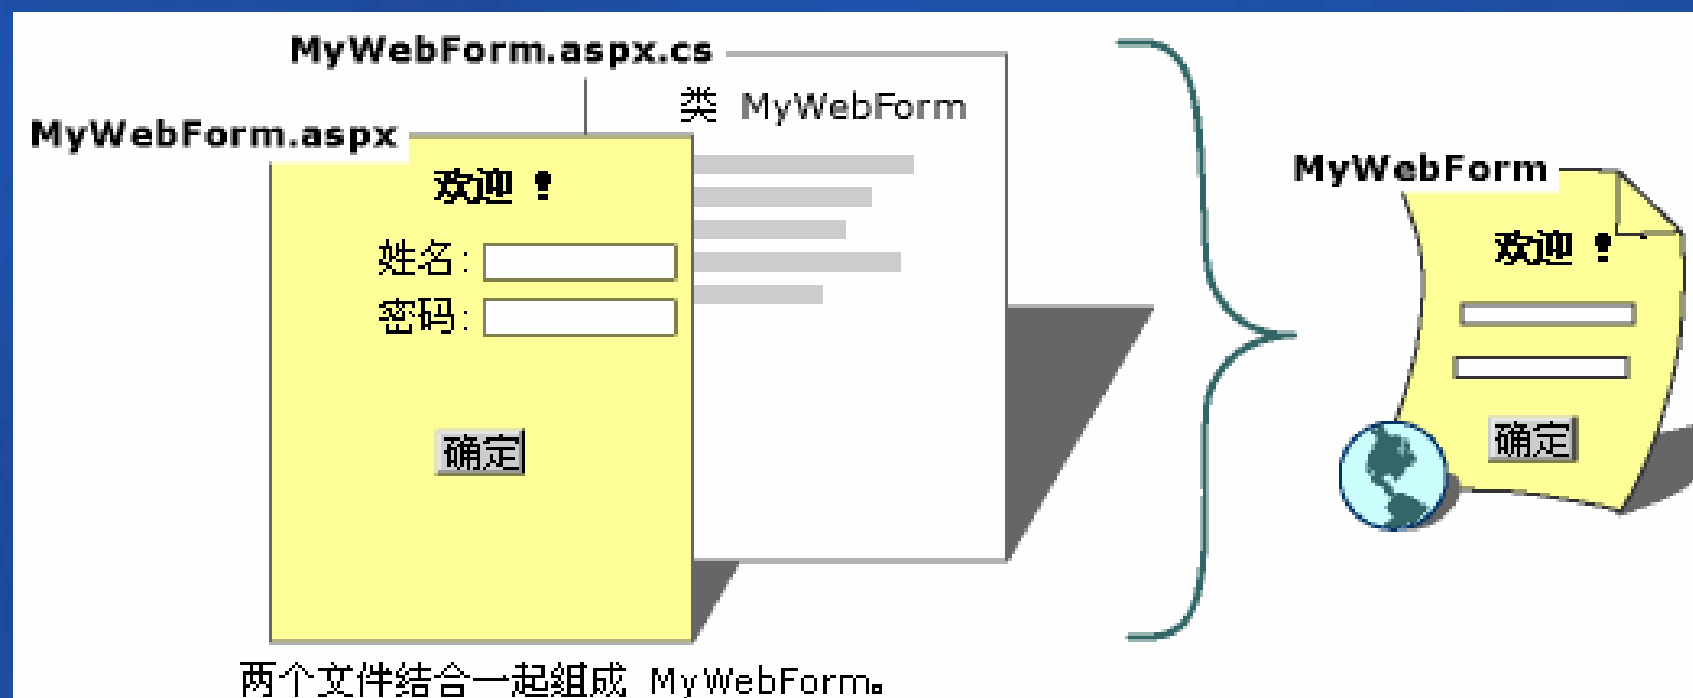 MyWebForm.aspx.cs
类 MyWebForm
MyWebForm.aspx
欢迎 !
姓名:
密码:
确定
MyWebForm
欢迎 !
确定
两个文件结合一起组成 MyWebForm。